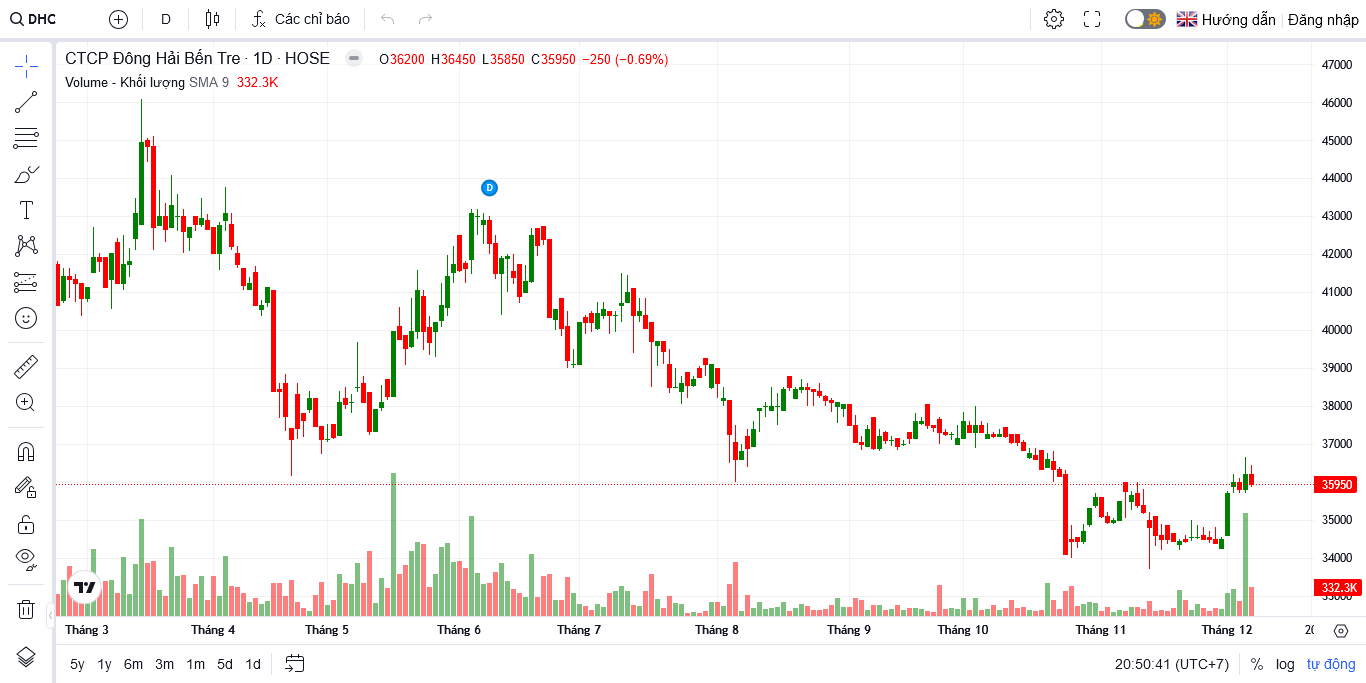 DHC D Các chỉ báo Hướng dẫn Đăng nhập
CTCP Đông Hải Bến Tre · 1D · HOSE O36200 H36450 L35850 C35950 −250 (−0.69%)
Volume - Khối lượng SMA 9 332.3K
D
47000
46000
45000
44000
43000
42000
41000
40000
39000
38000
37000
35950
35000
34000
332.3K
33000
Tháng 3 Tháng 4 Tháng 5 Tháng 6 Tháng 7 Tháng 8 Tháng 9 Tháng 10 Tháng 11 Tháng 12
5y 1y 6m 3m 1m 5d 1d 20:50:41 (UTC+7) % log tự động